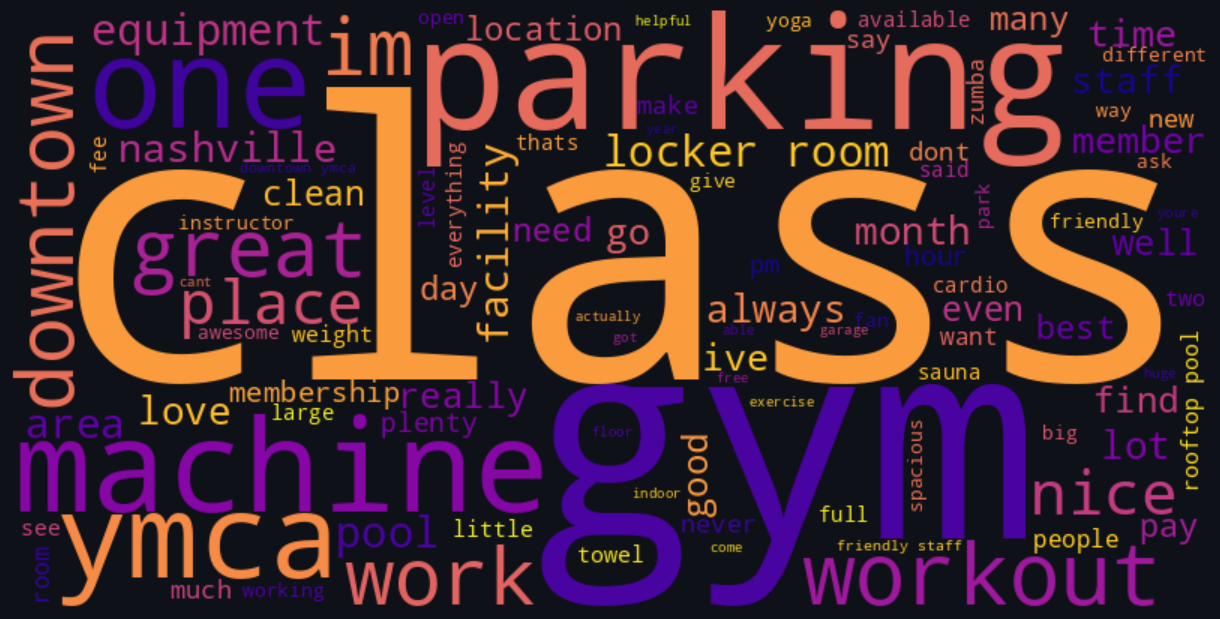 open
helpful
yoga
available
many
equipment
im
location
say
time
different
downtown
one
parking
zumba
staff
make
way
new
year
fee
nashville
thats
locker room
dont
member
ask
downtown ymca
said
clean
level
everything
facility
give
park
friendly
youre
instructor
class
great
need
go
month
well
hour
pm
cant
place
day
always
cardio
even
two
actually
fan
best
awesome
weight
got
able
garage
want
ive
free
sauna
huge
membership
really
rooftop pool
love
large
plenty
exercise
find
area
floor
gym
big
lot
machine
good
spacious
indoor
nice
see
ymca
pool
little
never
full
pay
room
towel
come
friendly staff
people
much
working
work
workout